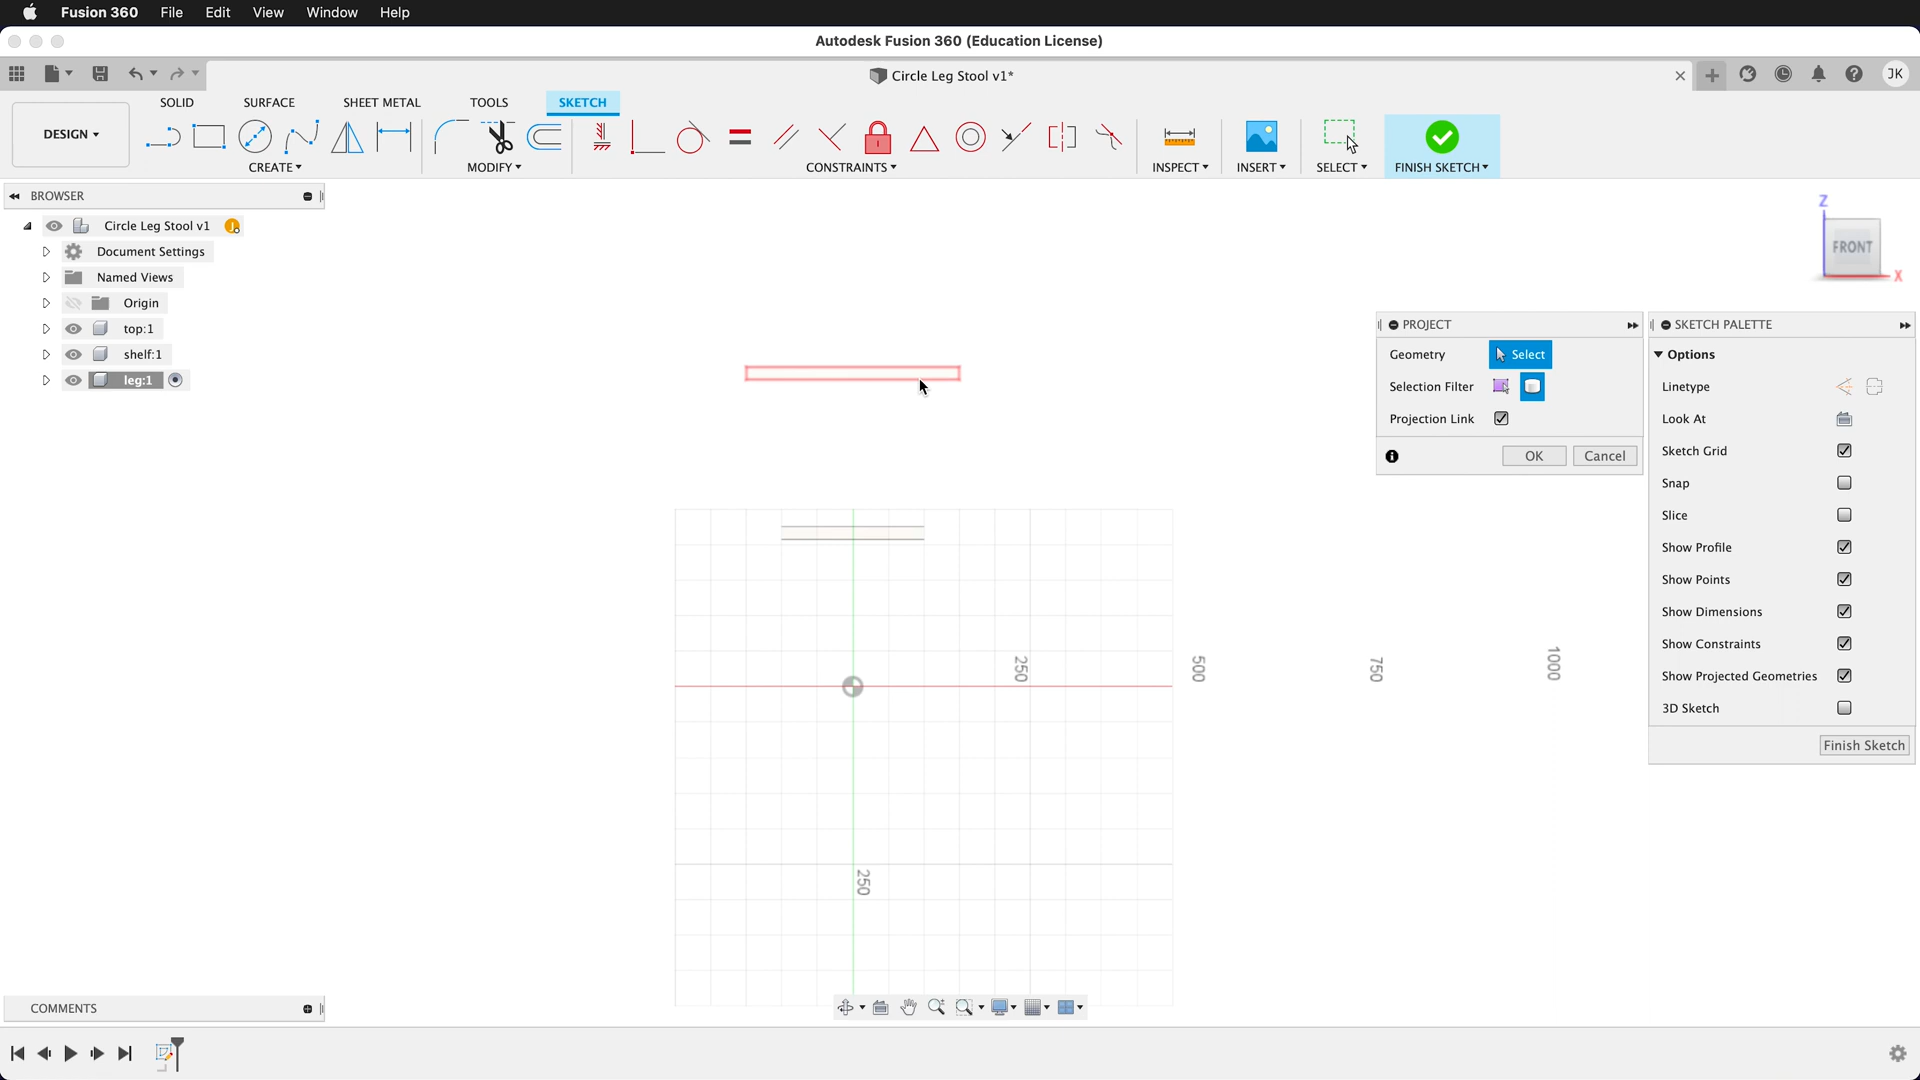 Fusion 360 File Edit View Window Help
Autodesk Fusion 360 (Education License)
Circle Leg Stool v1*
JK
SOLID SURFACE SHEET METAL TOOLS SKETCH
DESIGN
CREATE MODIFY CONSTRAINTS INSPECT INSERT SELECT FINISH SKETCH
BROWSER
Circle Leg Stool v1
Document Settings
Named Views
Origin
top:1
shelf:1
leg:1
Z
FRONT
X
PROJECT
Geometry Select
Selection Filter
Projection Link
OK Cancel
SKETCH PALETTE
Options
Linetype
Look At
Sketch Grid
Snap
Slice
Show Profile
Show Points
Show Dimensions
Show Constraints
Show Projected Geometries
3D Sketch
Finish Sketch
250 500 750 1000
250
COMMENTS